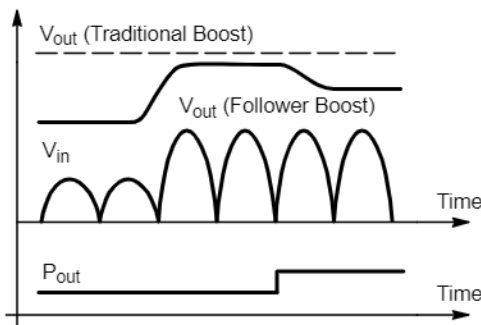 Vout (Traditional Boost)
Vout (Follower Boost)
Vin
Time
Pout
Time